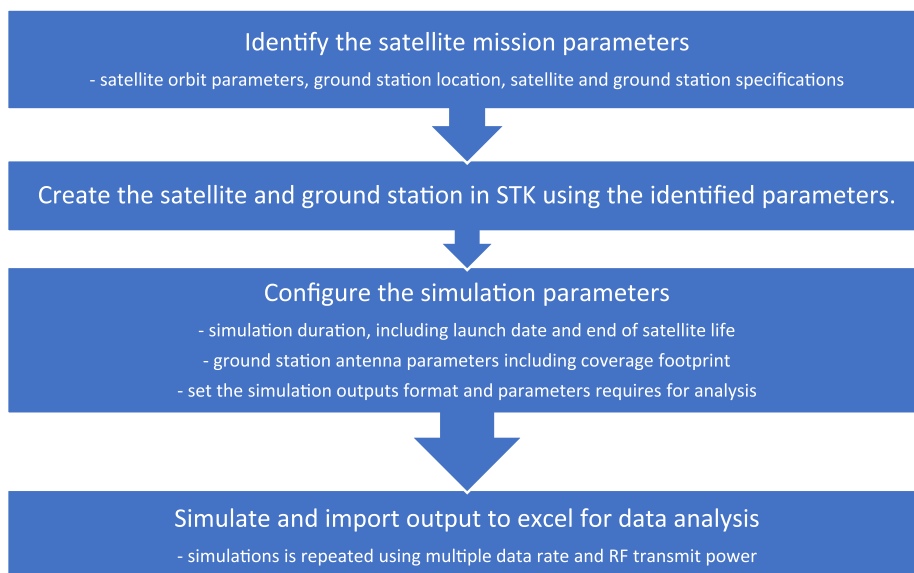 Identify the satellite mission parameters
- satellite orbit parameters, ground station location, satellite and ground station specifications
Create the satellite and ground station in STK using the identified parameters.
Configure the simulation parameters
- simulation duration, including launch date and end of satellite life
- ground station antenna parameters including coverage footprint
- set the simulation outputs format and parameters requires for analysis
Simulate and import output to excel for data analysis
- simulations is repeated using multiple data rate and RF transmit power